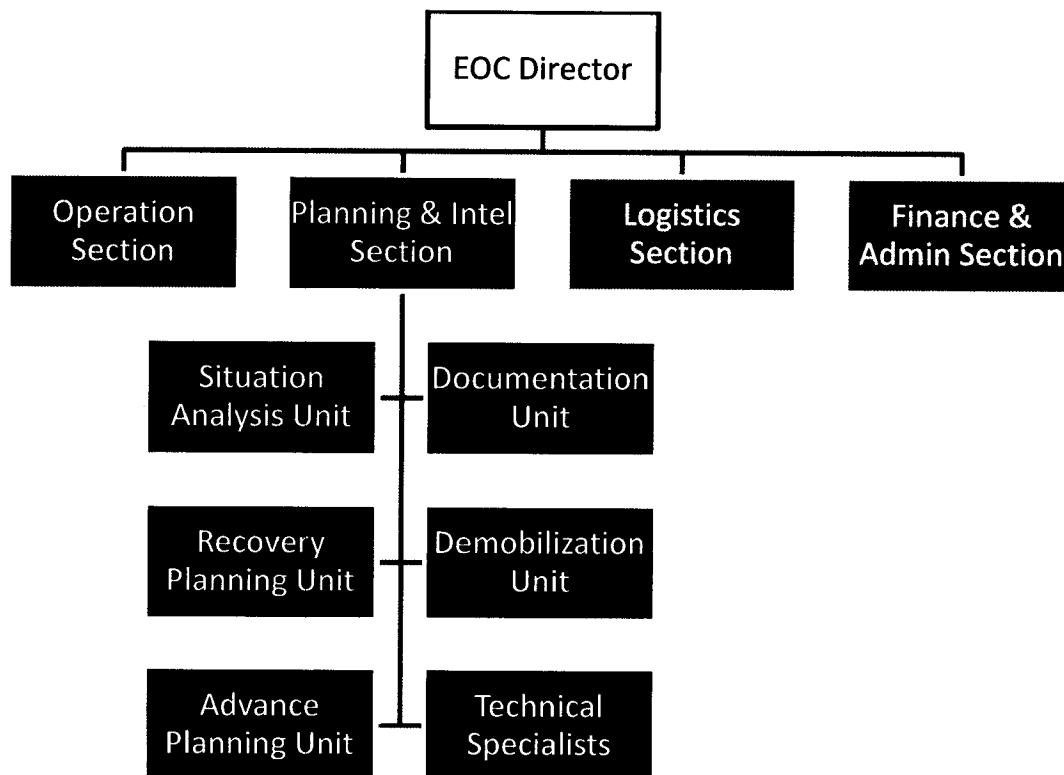 EOC Director
Operation
Section
Planning & Intel
Section
Logistics
Section
Finance &
Admin Section
Situation
Analysis Unit
Documentation
Unit
Recovery
Planning Unit
Demobilization
Unit
Advance
Planning Unit
Technical
Specialists